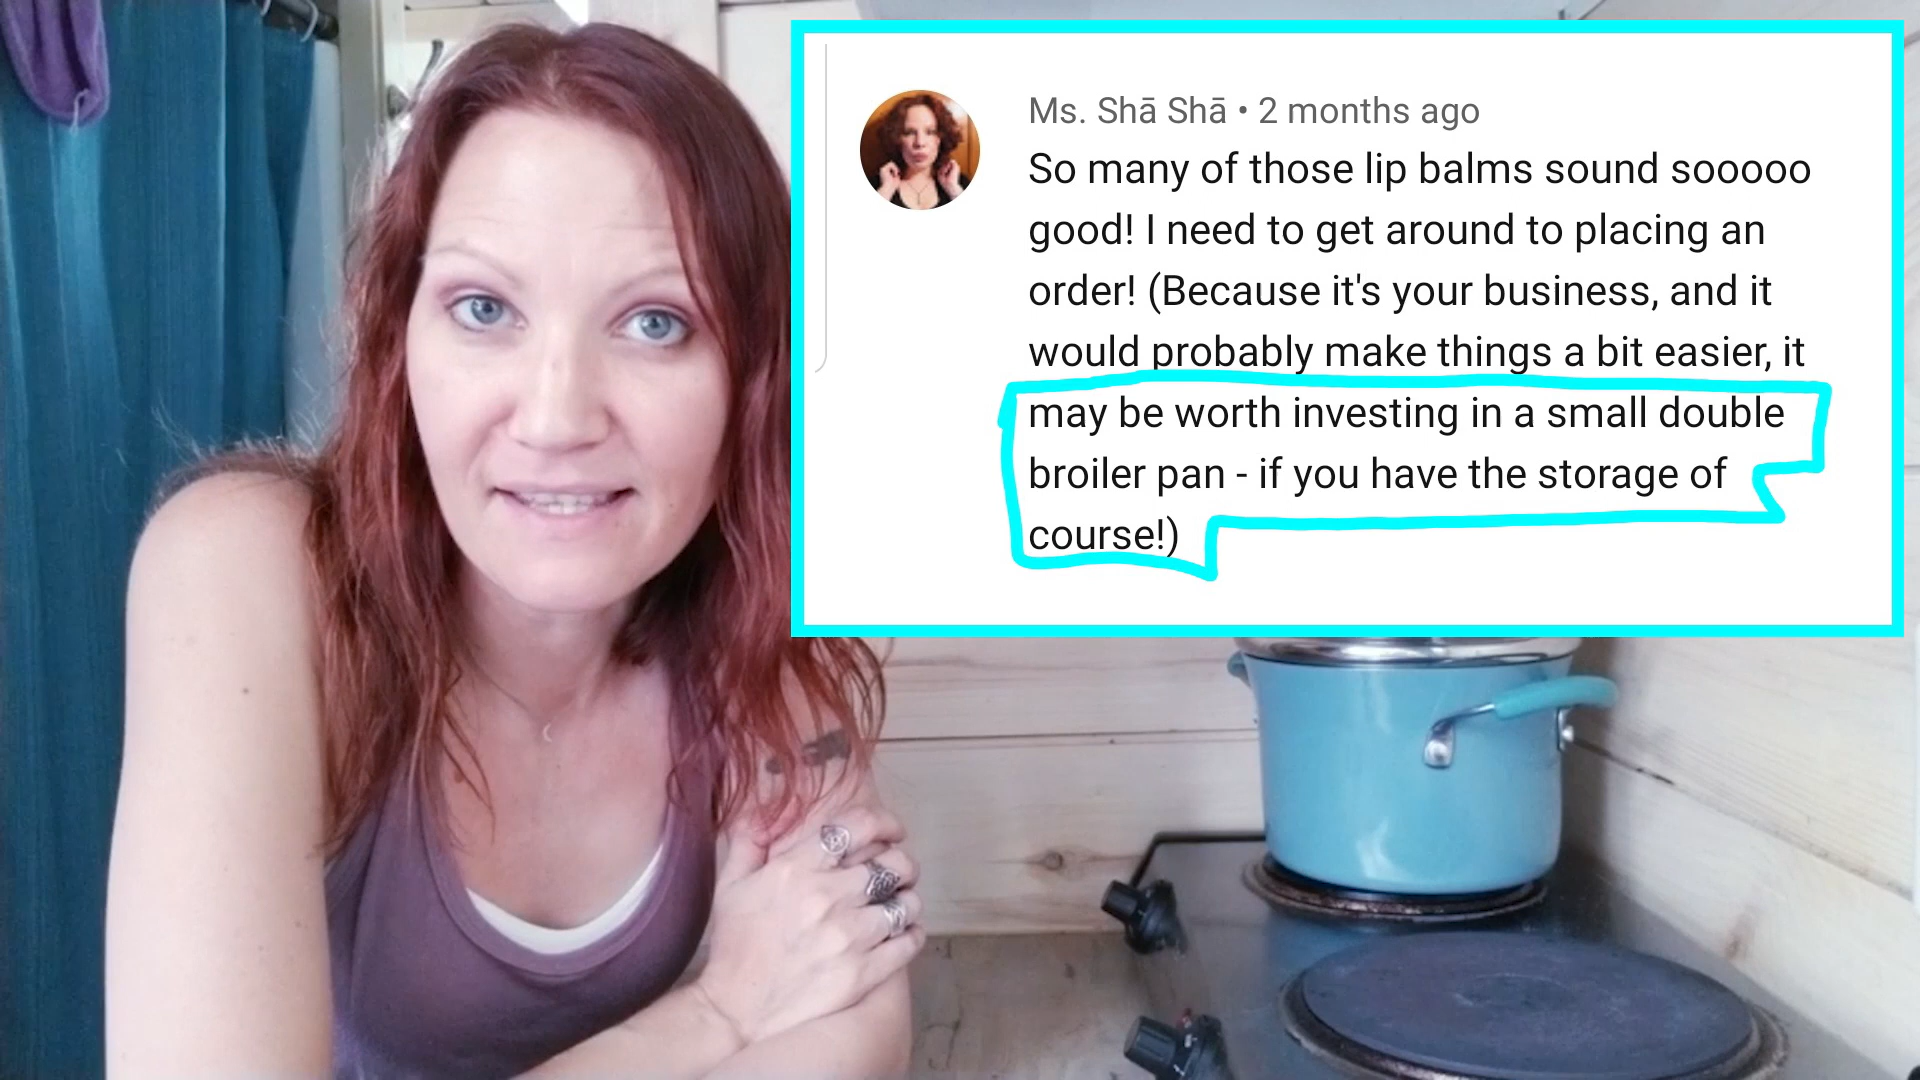 Ms. Shā Shā • 2 months ago
So many of those lip balms sound sooooo
good! I need to get around to placing an
order! (Because it's your business, and it
would probably make things a bit easier, it
may be worth investing in a small double
broiler pan - if you have the storage of
course!)